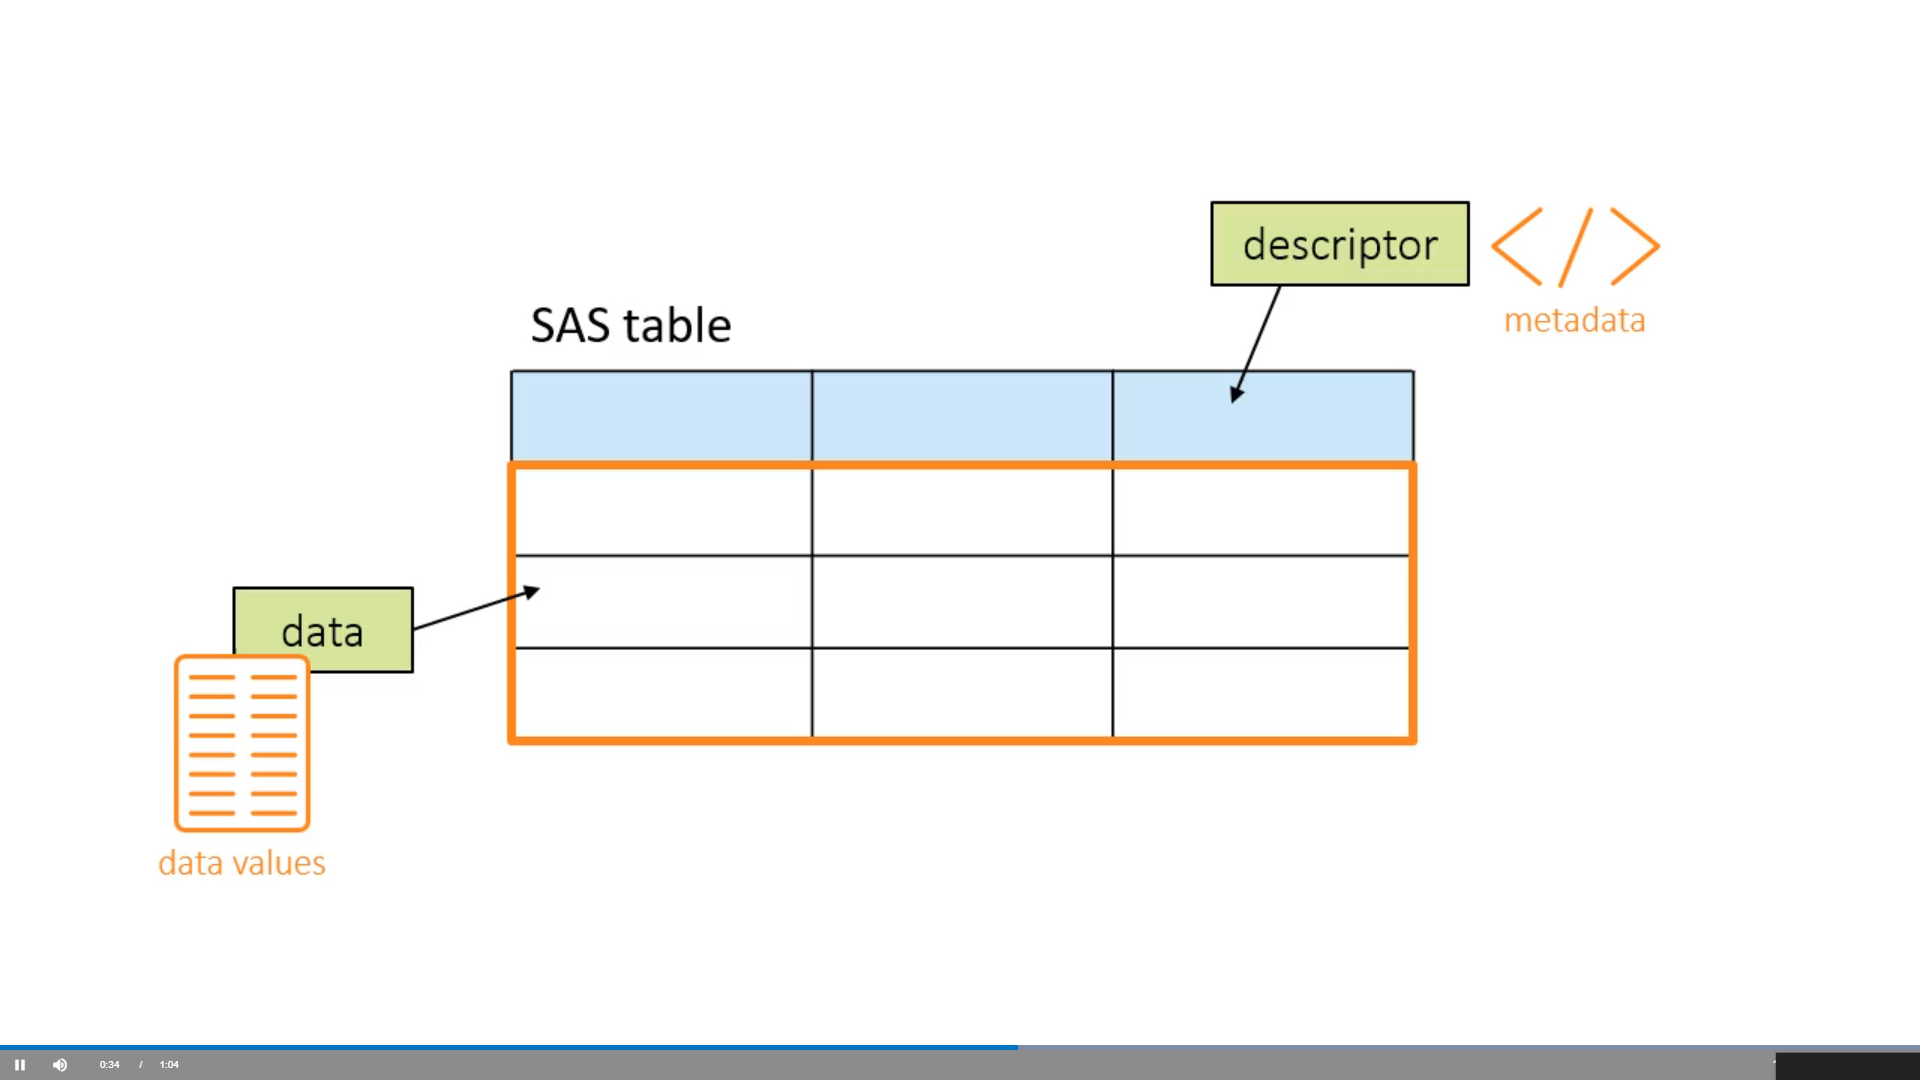 descriptor
metadata
SAS table
data
data values
0:34 / 1:04